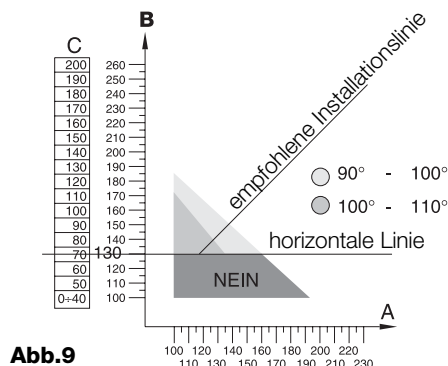 C
B
200 260
190 250
180 240
170 230
160 220
150 210
140 200
130 190
120 180
110 170
100 160
90 150
80 140
70 130
60 120
50 110
0÷40 100
empfohlene Installationslinie
90° - 100°
100° - 110°
horizontale Linie
NEIN
A
100 120 140 160 180 200 220
110 130 150 170 190 210 230
Abb.9